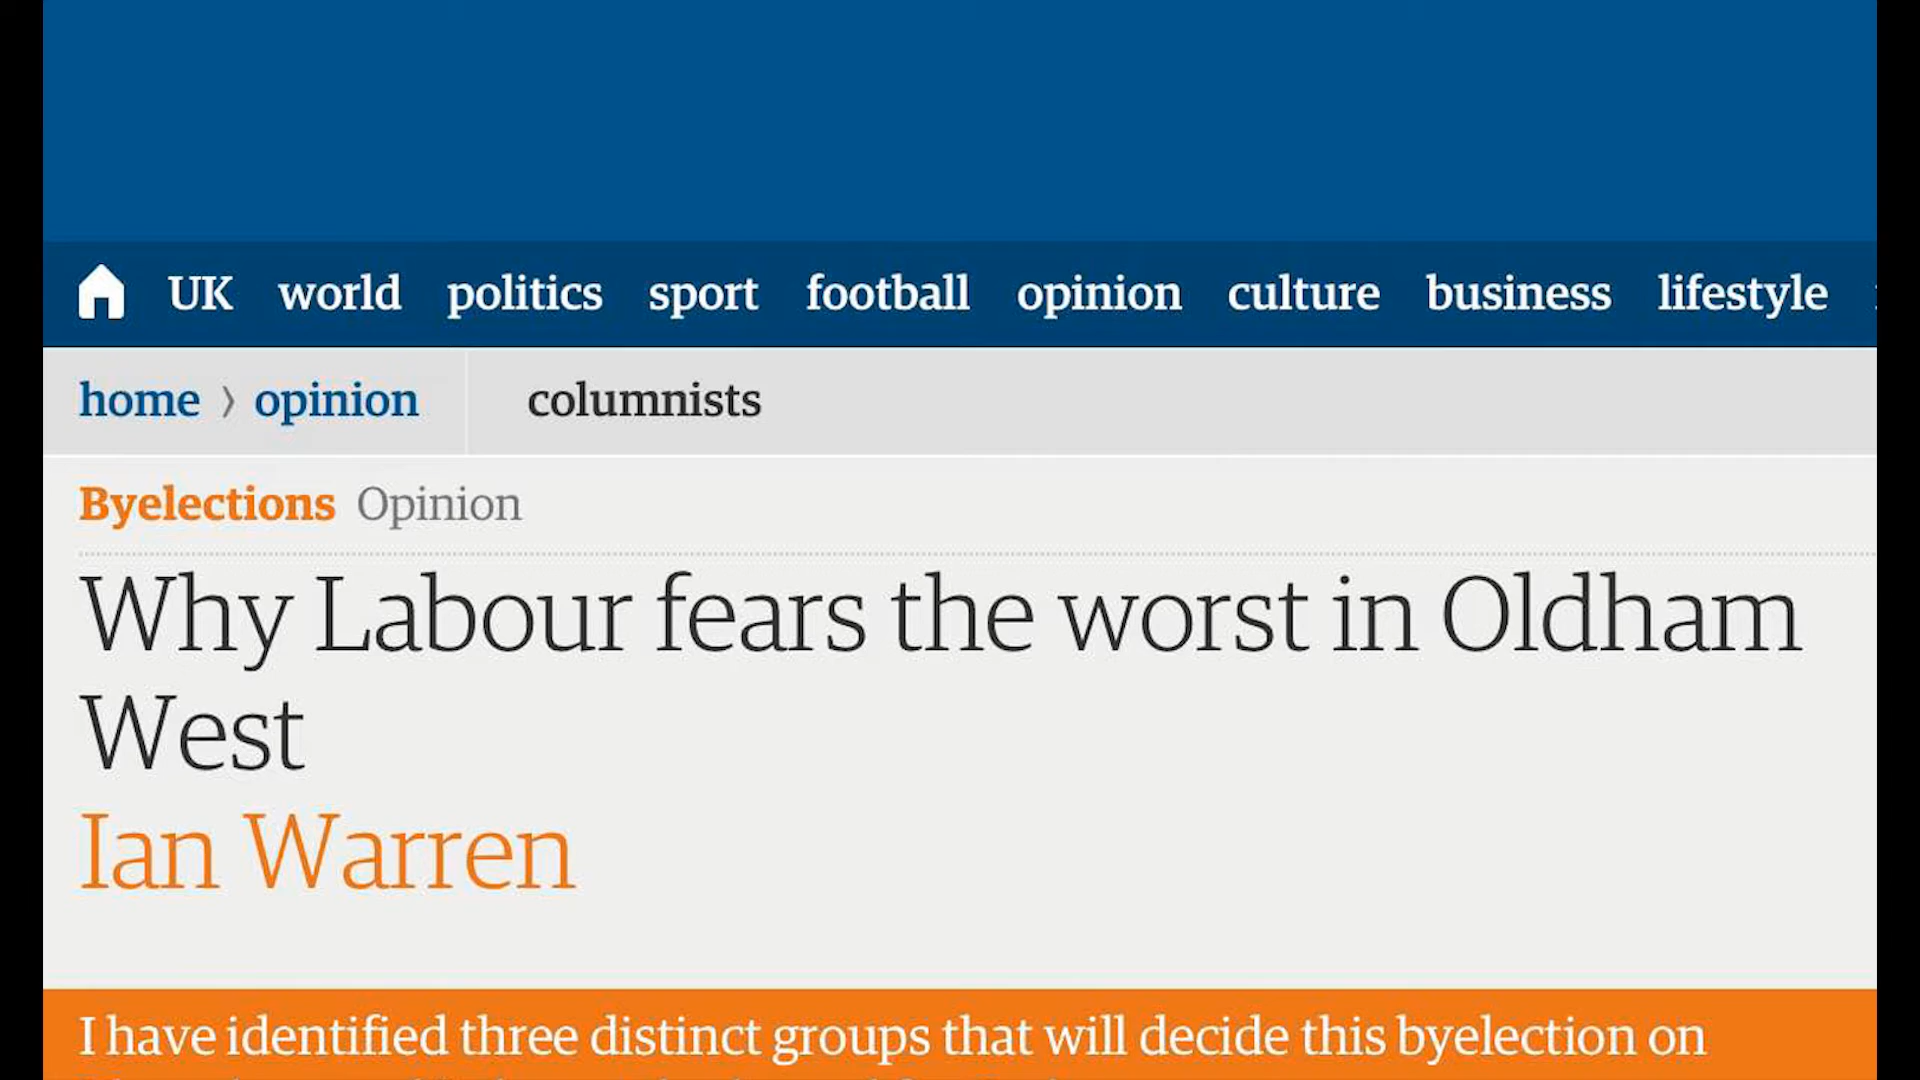 UK world politics sport football opinion culture business lifestyle
home › opinion columnists
Byelections Opinion
Why Labour fears the worst in Oldham
West
Ian Warren
I have identified three distinct groups that will decide this byelection on